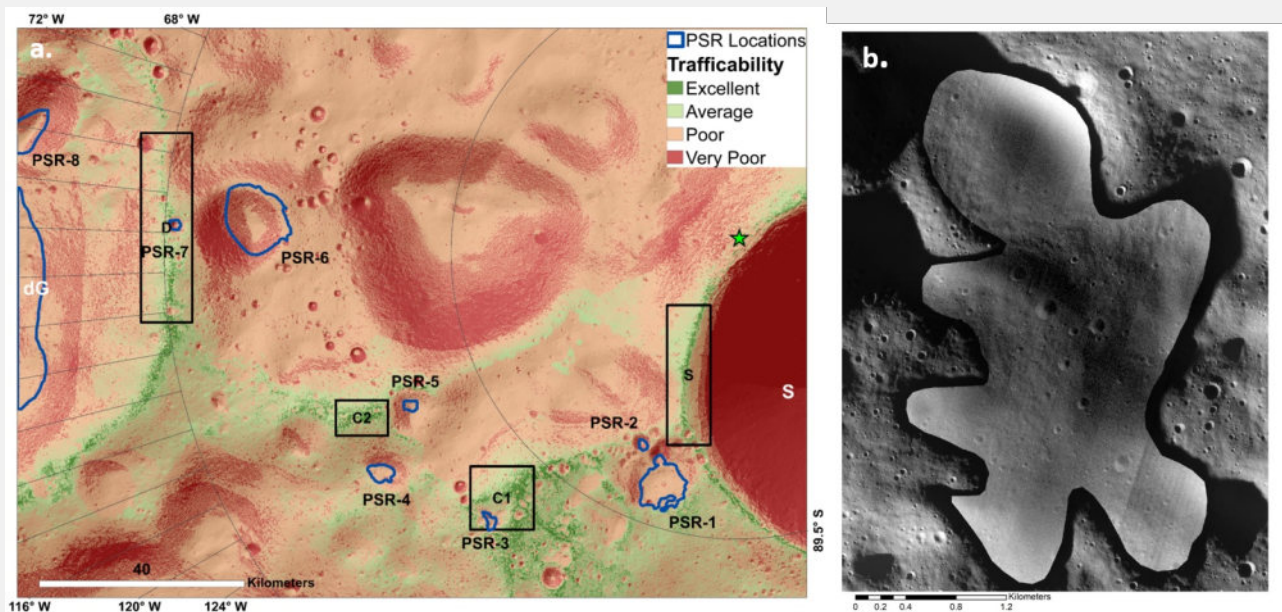 72° W
68° W
a.
PSR Locations
Trafficability
Excellent
Average
Poor
Very Poor
PSR-8
D
PSR-7
PSR-6
dG
S
S
PSR-5
C2
PSR-2
PSR-4
C1
PSR-1
PSR-3
89.5° S
40
Kilometers
116° W
120° W
124° W
b.
Kilometers
0 0.2 0.4 0.8 1.2